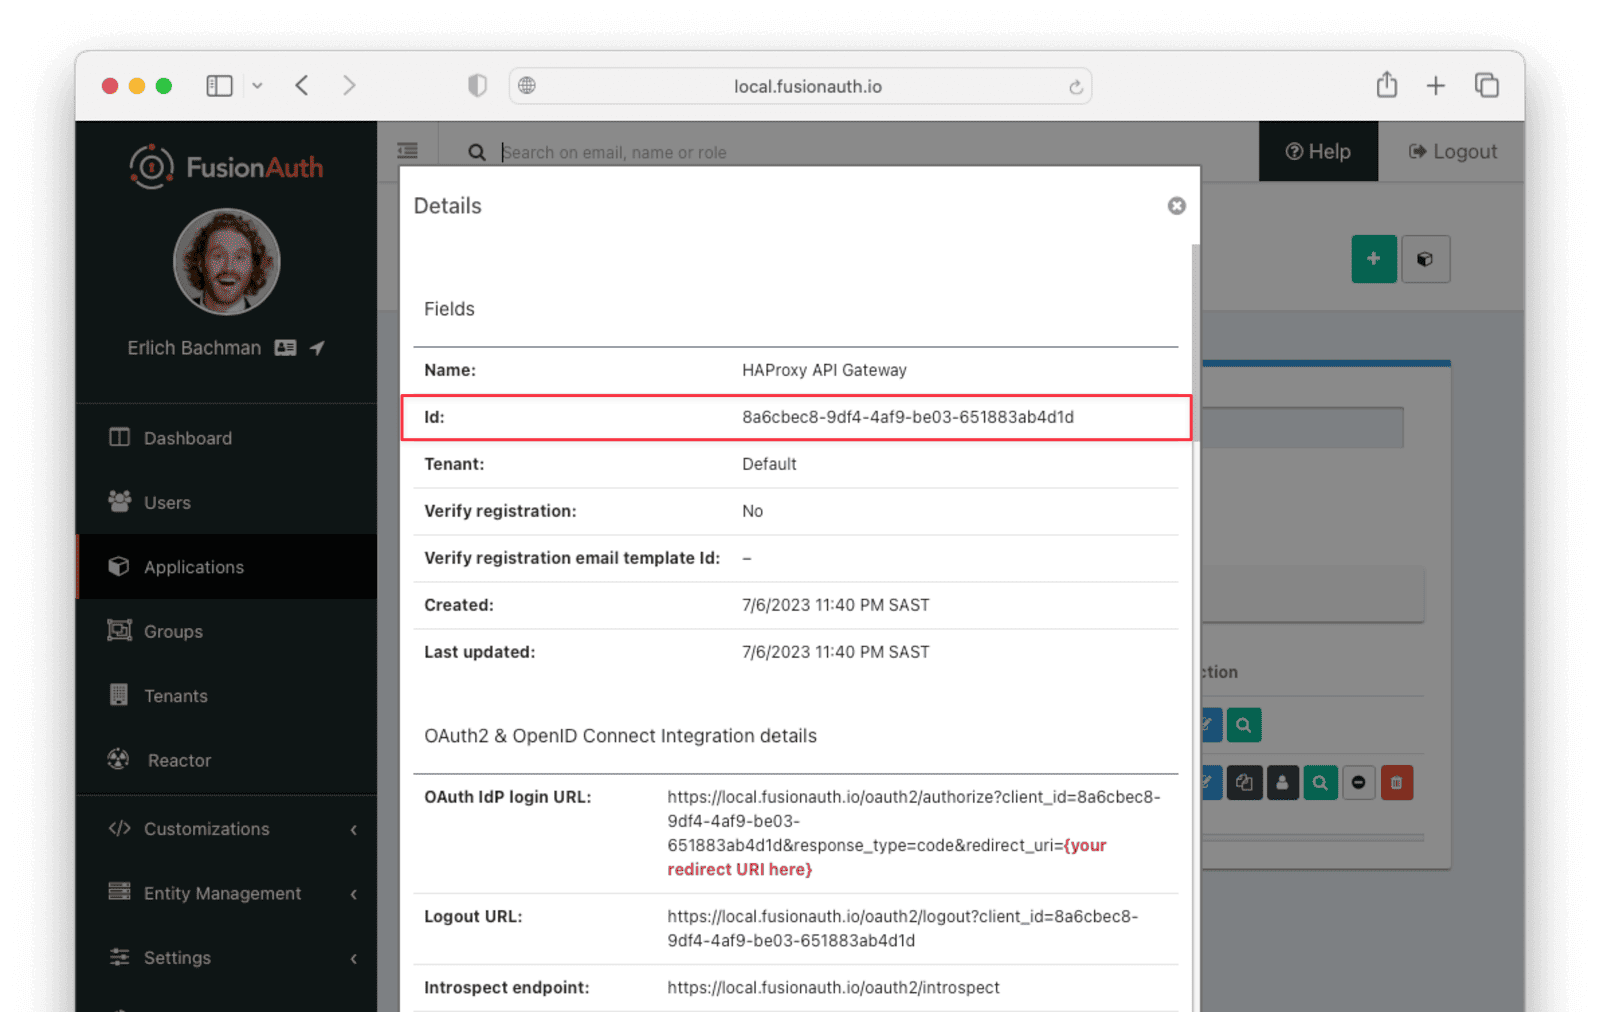 local.fusionauth.io
FusionAuth
Search on email, name or role
Help
Logout
Erlich Bachman
Dashboard
Users
Applications
Groups
Tenants
Reactor
Customizations
Entity Management
Settings
Details
Fields
Name: HAProxy API Gateway
Id: 8a6cbec8-9df4-4af9-be03-651883ab4d1d
Tenant: Default
Verify registration: No
Verify registration email template Id: –
Created: 7/6/2023 11:40 PM SAST
Last updated: 7/6/2023 11:40 PM SAST
OAuth2 & OpenID Connect Integration details
OAuth IdP login URL: https://local.fusionauth.io/oauth2/authorize?client_id=8a6cbec8-
9df4-4af9-be03-
651883ab4d1d&response_type=code&redirect_uri={your
redirect URI here}
Logout URL: https://local.fusionauth.io/oauth2/logout?client_id=8a6cbec8-
9df4-4af9-be03-651883ab4d1d
Introspect endpoint: https://local.fusionauth.io/oauth2/introspect
ction